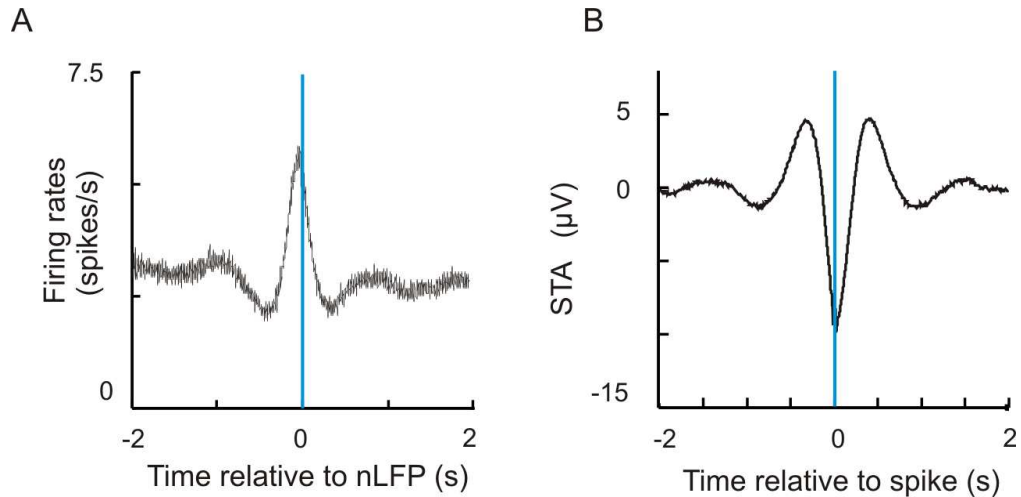 A
7.5
Firing rates
(spikes/s)
0
-2
0
2
Time relative to nLFP (s)
B
5
0
STA (µV)
-15
-2
0
2
Time relative to spike (s)